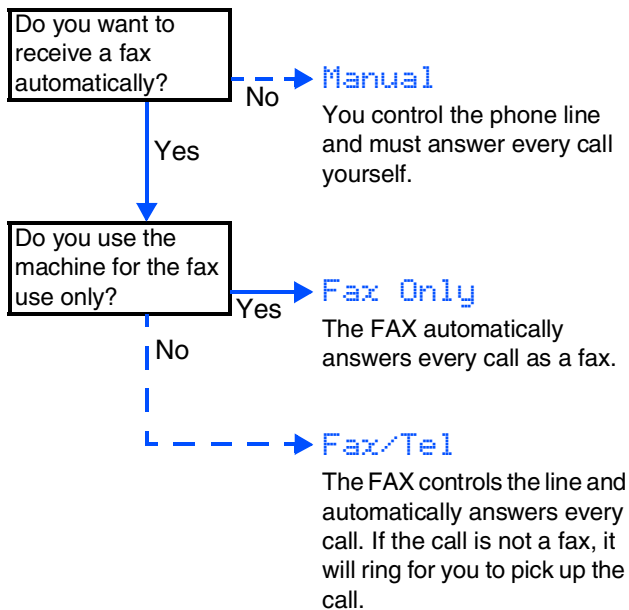 Do you want to
receive a fax
automatically?
No
Manual
You control the phone line
and must answer every call
yourself.
Yes
Do you use the
machine for the fax
use only?
Yes
Fax Only
The FAX automatically
answers every call as a fax.
No
Fax/Tel
The FAX controls the line and
automatically answers every
call. If the call is not a fax, it
will ring for you to pick up the
call.